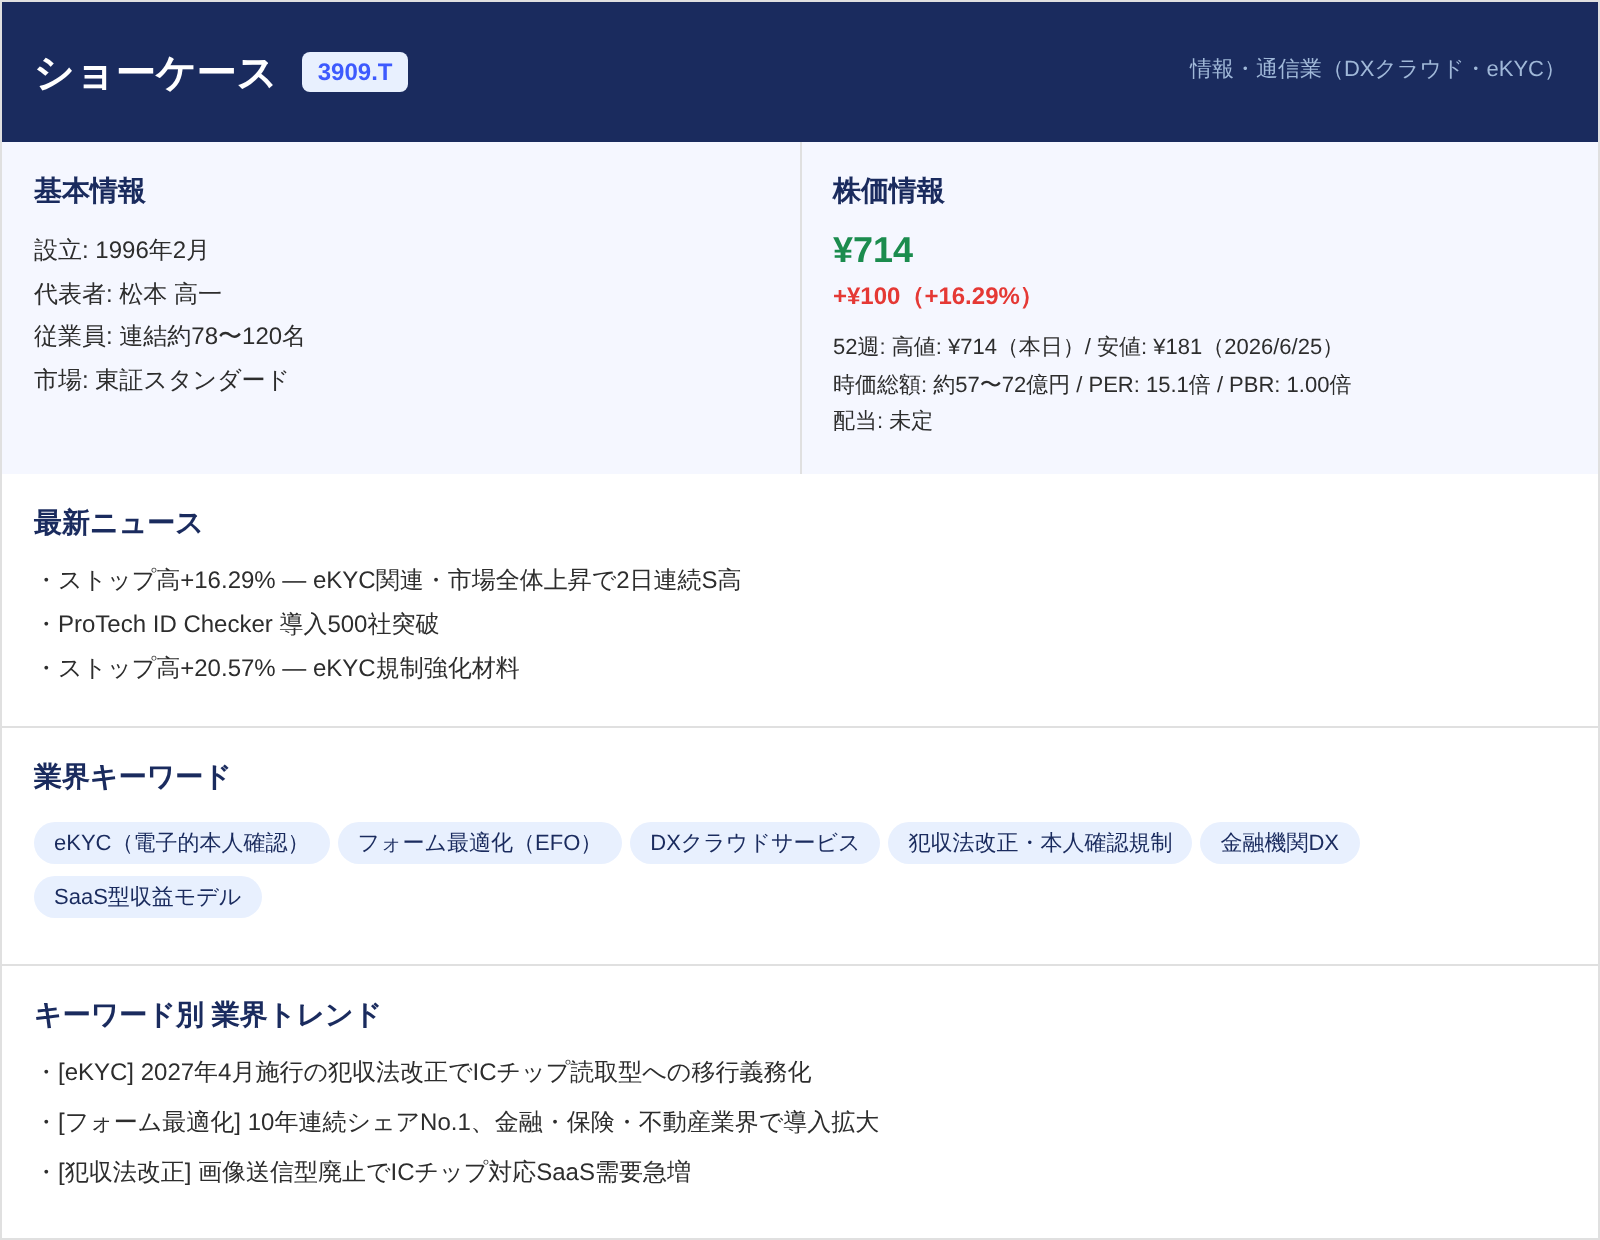 ショーケース 3909.T
情報・通信業（DXクラウド・eKYC）
基本情報
設立: 1996年2月
代表者: 松本 高一
従業員: 連結約78〜120名
市場: 東証スタンダード
株価情報
¥714
+¥100（+16.29%）
52週: 高値: ¥714（本日）/ 安値: ¥181（2026/6/25）
時価総額: 約57〜72億円 / PER: 15.1倍 / PBR: 1.00倍
配当: 未定
最新ニュース
・ストップ高+16.29% — eKYC関連・市場全体上昇で2日連続S高
・ProTech ID Checker 導入500社突破
・ストップ高+20.57% — eKYC規制強化材料
業界キーワード
eKYC（電子的本人確認） フォーム最適化（EFO） DXクラウドサービス 犯収法改正・本人確認規制 金融機関DX
SaaS型収益モデル
キーワード別 業界トレンド
・[eKYC] 2027年4月施行の犯収法改正でICチップ読取型への移行義務化
・[フォーム最適化] 10年連続シェアNo.1、金融・保険・不動産業界で導入拡大
・[犯収法改正] 画像送信型廃止でICチップ対応SaaS需要急増